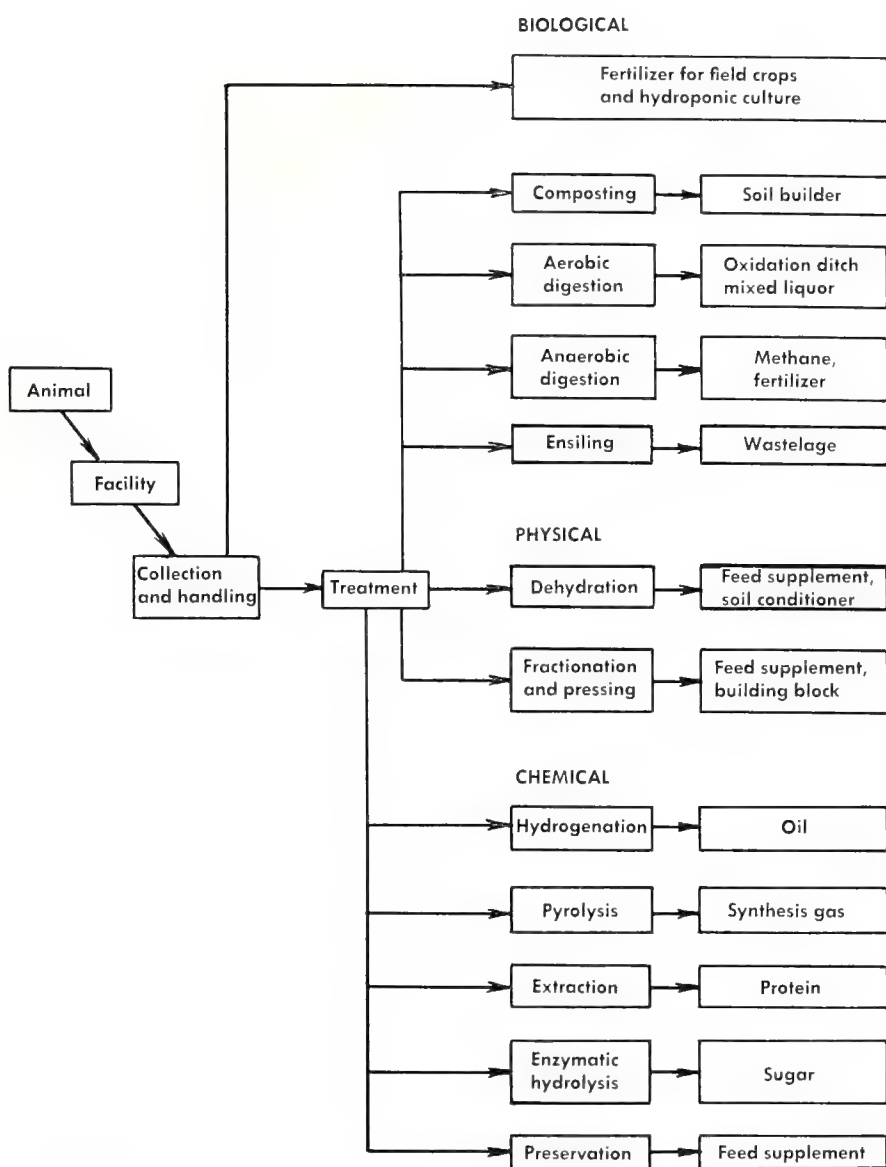 BIOLOGICAL
Fertilizer for field crops
and hydroponic culture
Composting
Soil builder
Aerobic
digestion
Oxidation ditch
mixed liquor
Anaerobic
digestion
Methane,
fertilizer
Animal
Ensiling
Wastelage
Facility
PHYSICAL
Collection
and handling
Treatment
Dehydration
Feed supplement,
soil conditioner
Fractionation
and pressing
Feed supplement,
building block
CHEMICAL
Hydrogenation
Oil
Pyrolysis
Synthesis gas
Extraction
Protein
Enzymatic
hydrolysis
Sugar
Preservation
Feed supplement